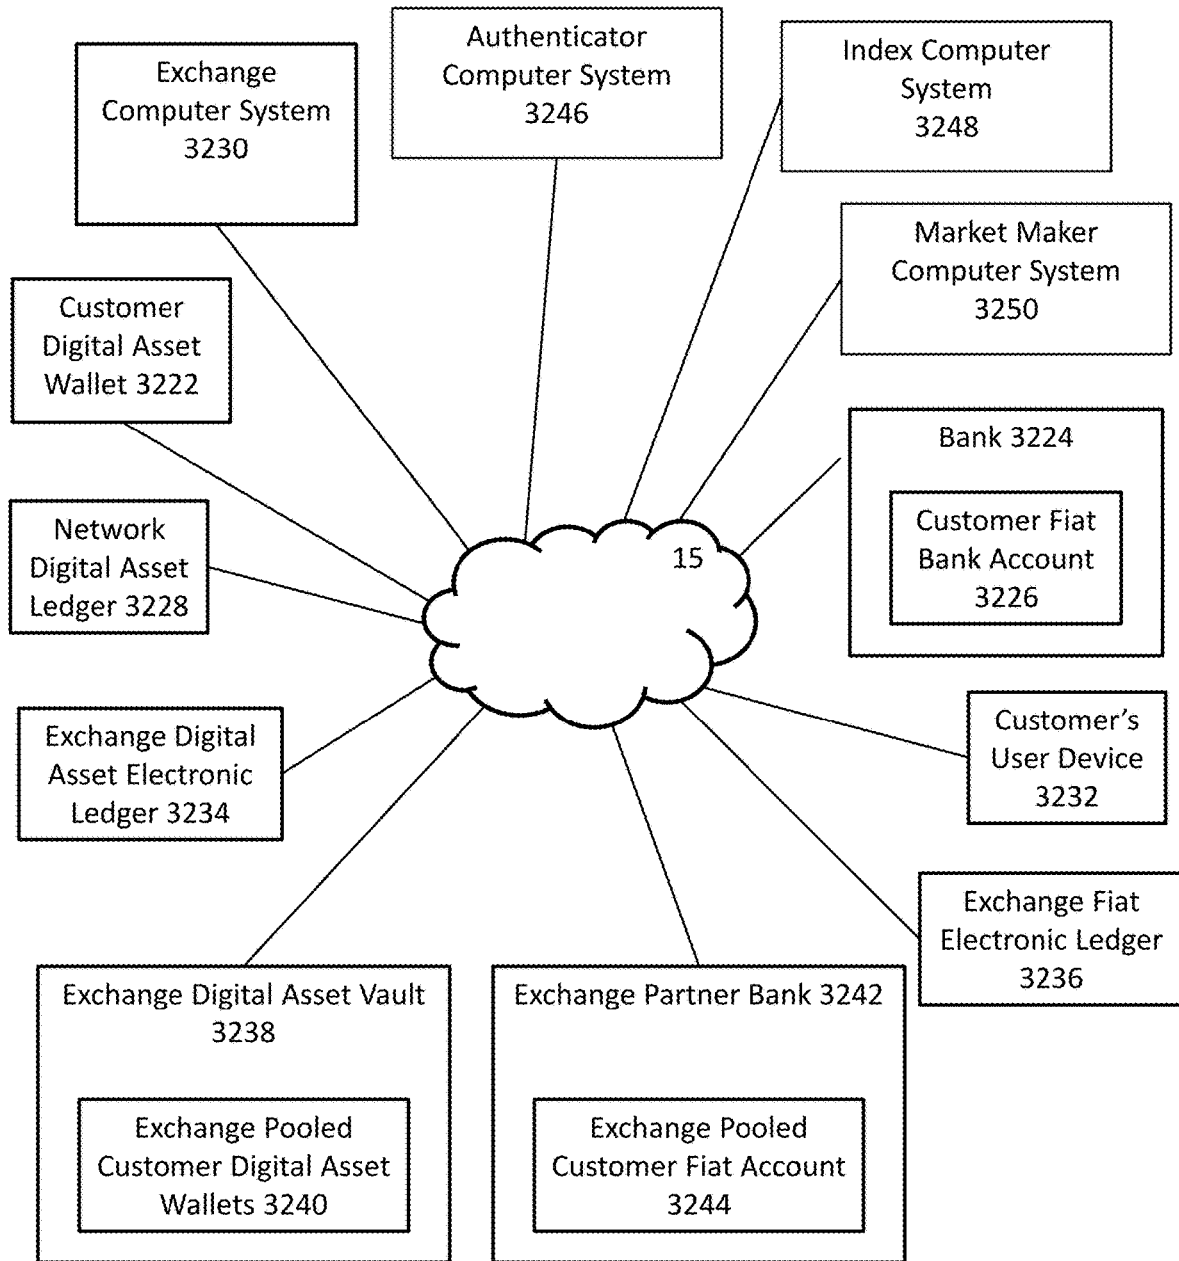 Exchange
Computer System
3230
Authenticator
Computer System
3246
Index Computer
System
3248
Market Maker
Computer System
3250
Customer
Digital Asset
Wallet 3222
Bank 3224
Customer Fiat
Bank Account
3226
Network
Digital Asset
Ledger 3228
15
Exchange Digital
Asset Electronic
Ledger 3234
Customer’s
User Device
3232
Exchange Fiat
Electronic Ledger
3236
Exchange Digital Asset Vault
3238
Exchange Pooled
Customer Digital Asset
Wallets 3240
Exchange Partner Bank 3242
Exchange Pooled
Customer Fiat Account
3244